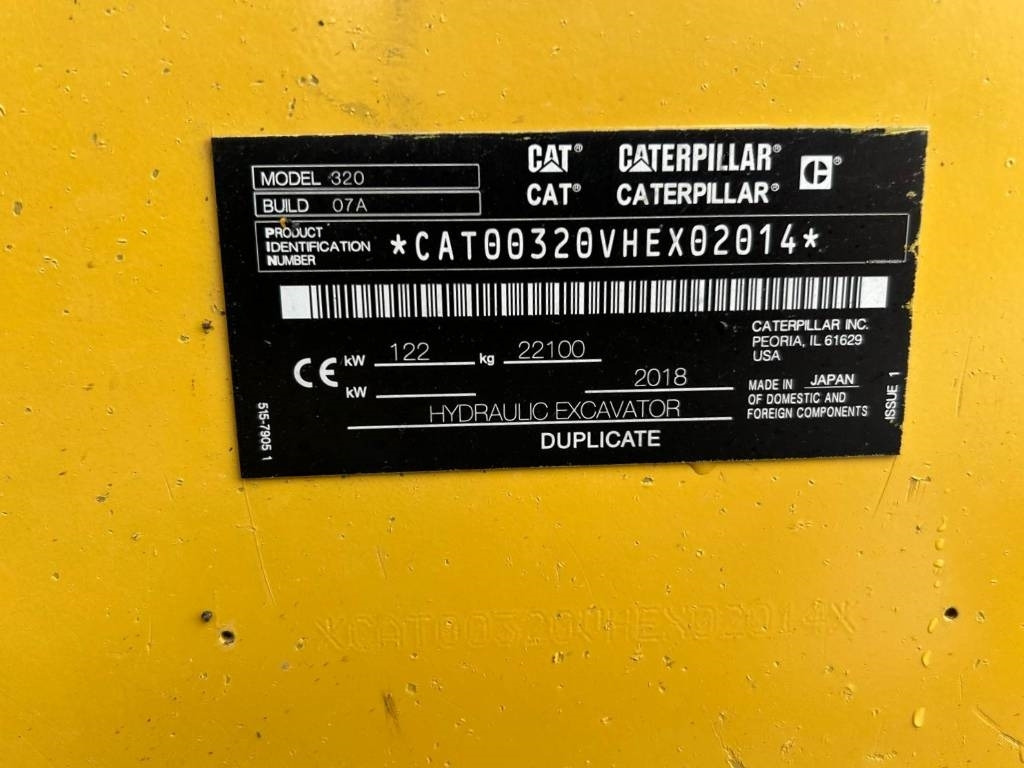 MODEL 320
BUILD 07A
CAT® CATERPILLAR® ®
CAT® CATERPILLAR®
PRODUCT
IDENTIFICATION
NUMBER
*CAT00320VHEX02014*
CATERPILLAR INC.
PEORIA, IL 61629
USA
CE kW 122 kg 22100
kW 2018
MADE IN JAPAN
OF DOMESTIC AND
FOREIGN COMPONENTS
HYDRAULIC EXCAVATOR
DUPLICATE
515-7905 1
ISSUE 1
*CAT00320VHEX02014*